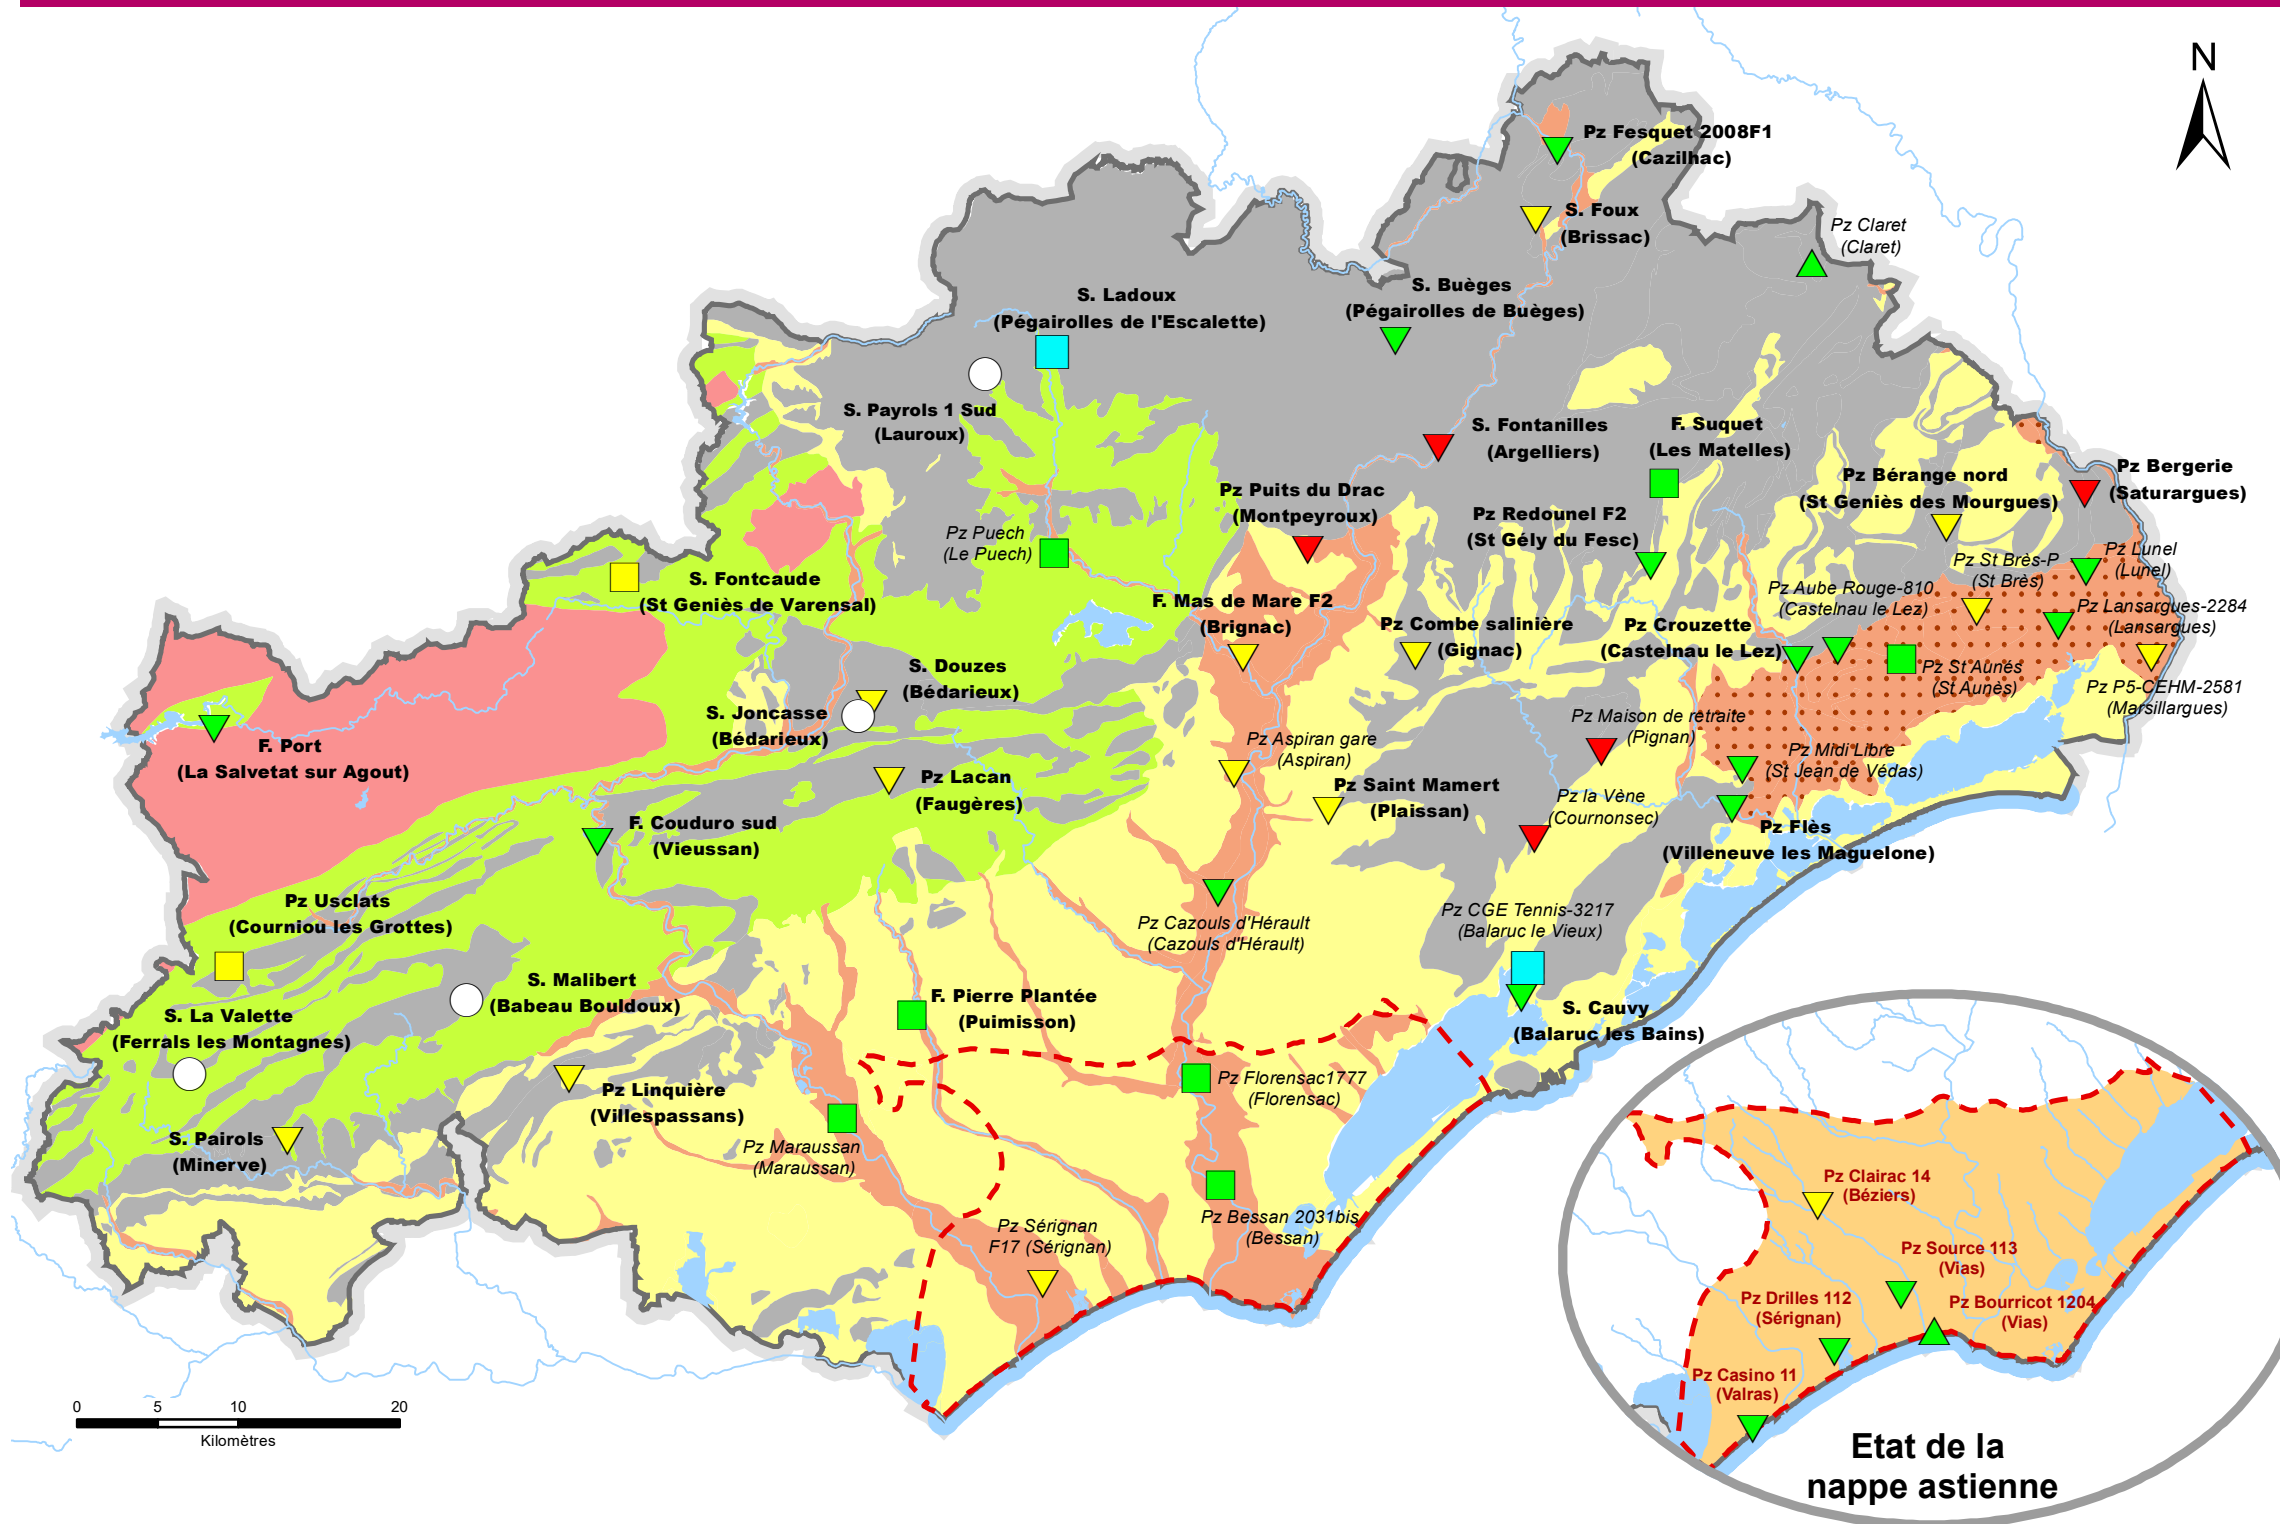 N
Pz Fesquet 2008F1
(Cazilhac)
S. Foux
(Brissac)
Pz Claret
(Claret)
S. Buèges
(Pégairolles de Buèges)
S. Ladoux
(Pégairolles de l'Escalette)
S. Payrols 1 Sud
(Lauroux)
S. Fontanilles
(Argelliers)
F. Suquet
(Les Matelles)
Pz Bérange nord
(St Geniès des Mourgues)
Pz Bergerie
(Saturargues)
Pz Puits du Drac
(Montpeyroux)
Pz Redounel F2
(St Gély du Fesc)
Pz Puech
(Le Puech)
Pz St Brès-P
(St Brès)
Pz Lunel
(Lunel)
S. Fontcaude
(St Geniès de Varensal)
Pz Aube Rouge-810
(Castelnau le Lez)
Pz Lansargues-2284
(Lansargues)
F. Mas de Mare F2
(Brignac)
Pz Combe salinière
(Gignac)
Pz Crouzette
(Castelnau le Lez)
S. Douzes
(Bédarieux)
Pz St Aunés
(St Aunès)
Pz P5-CEHM-2581
(Marsillargues)
S. Joncasse
(Bédarieux)
Pz Maison de retraite
(Pignan)
F. Port
(La Salvetat sur Agout)
Pz Aspiran gare
(Aspiran)
Pz Midi Libre
(St Jean de Védas)
Pz Lacan
(Faugères)
Pz Saint Mamert
(Plaissan)
Pz la Vène
(Cournonsec)
F. Couduro sud
(Vieussan)
Pz Flès
(Villeneuve les Maguelone)
Pz Usclats
(Courniou les Grottes)
Pz Cazouls d'Hérault
(Cazouls d'Hérault)
Pz CGE Tennis-3217
(Balaruc le Vieux)
S. Malibert
(Babeau Bouldoux)
F. Pierre Plantée
(Puimisson)
S. Cauvy
(Balaruc les Bains)
S. La Valette
(Ferrals les Montagnes)
Pz Linquière
(Villespassans)
Pz Florensac1777
(Florensac)
S. Pairols
(Minerve)
Pz Maraussan
(Maraussan)
Pz Sérignan
F17 (Sérignan)
Pz Bessan 2031bis
(Bessan)
Pz Clairac 14
(Béziers)
Pz Source 113
(Vias)
Pz Drilles 112
(Sérignan)
Pz Bourricot 1204
(Vias)
Pz Casino 11
(Valras)
0 5 10 20
Kilomètres
Etat de la
nappe astienne